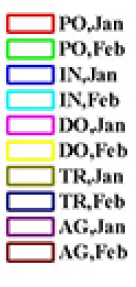 PO,Jan
PO,Feb
IN,Jan
IN,Feb
DO,Jan
DO,Feb
TR,Jan
TR,Feb
AG,Jan
AG,Feb